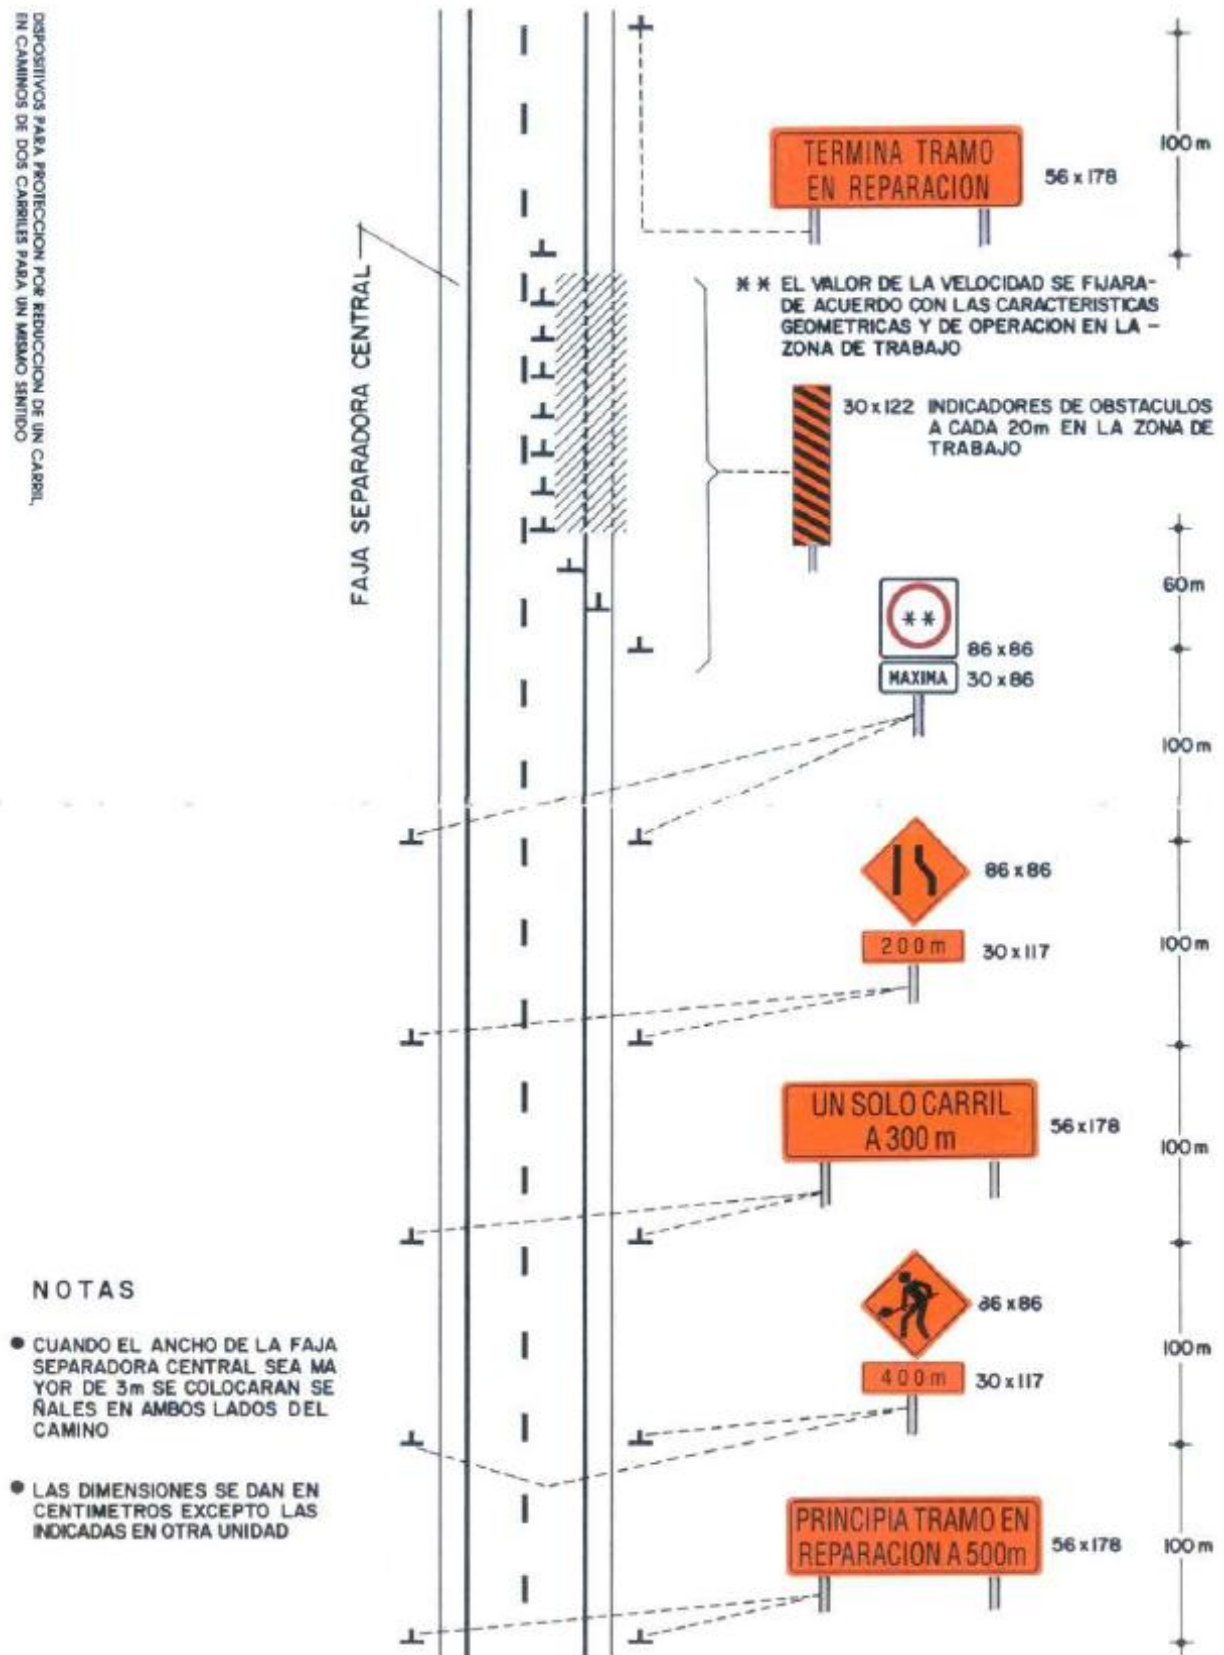 DISPOSITIVOS PARA PROTECCION POR REDUCCION DE UN CARRIL,
EN CAMINOS DE DOS CARRILES PARA UN MISMO SENTIDO
FAJA SEPARADORA CENTRAL
TERMINA TRAMO
EN REPARACION
56 x 178
100 m
** EL VALOR DE LA VELOCIDAD SE FIJARA-
DE ACUERDO CON LAS CARACTERISTICAS
GEOMETRICAS Y DE OPERACION EN LA -
ZONA DE TRABAJO
30 x 122 INDICADORES DE OBSTACULOS
A CADA 20m EN LA ZONA DE
TRABAJO
60m
**
86 x 86
MAXIMA
30 x 86
100 m
86 x 86
200m
30 x 117
100 m
UN SOLO CARRIL
A 300 m
56 x 178
100 m
86 x 86
400m
30 x 117
100 m
PRINCIPIA TRAMO EN
REPARACION A 500m
56 x 178
100 m
NOTAS
● CUANDO EL ANCHO DE LA FAJA
SEPARADORA CENTRAL SEA MA
YOR DE 3m SE COLOCARAN SE
ÑALES EN AMBOS LADOS DEL
CAMINO
● LAS DIMENSIONES SE DAN EN
CENTIMETROS EXCEPTO LAS
INDICADAS EN OTRA UNIDAD